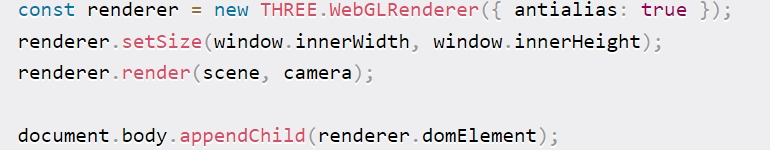 const renderer = new THREE.WebGLRenderer({ antialias: true });
renderer.setSize(window.innerWidth, window.innerHeight);
renderer.render(scene, camera);
document.body.appendChild(renderer.domElement);